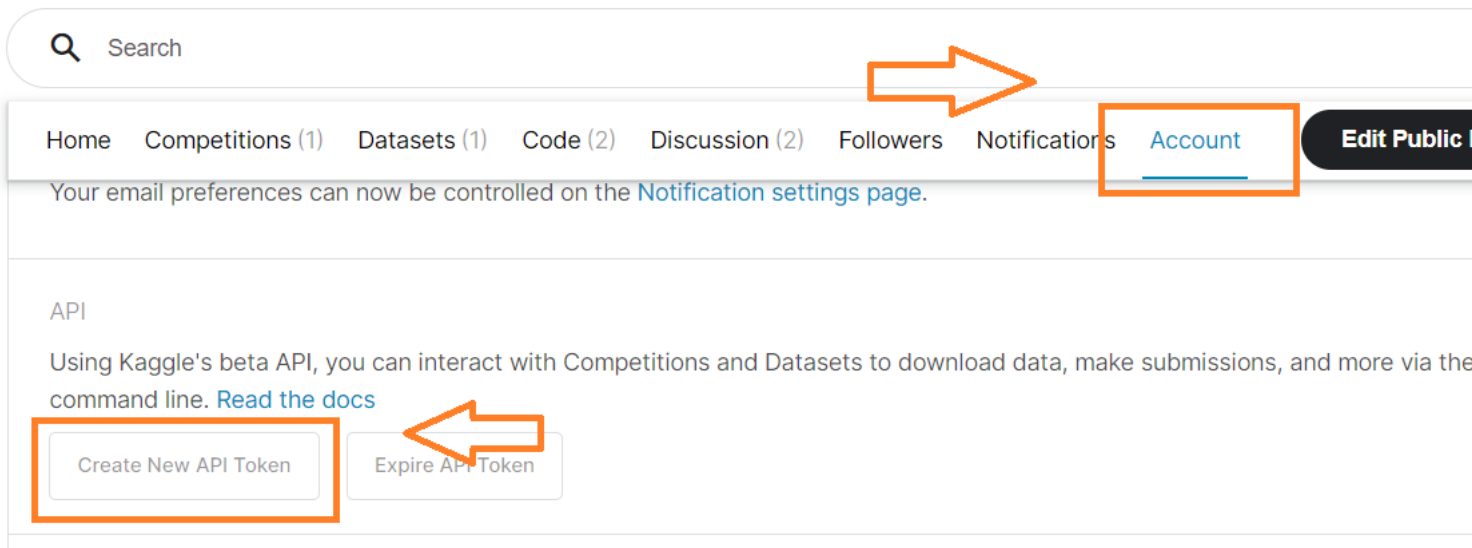 Search
Home Competitions (1) Datasets (1) Code (2) Discussion (2) Followers Notifications Account Edit Public
Your email preferences can now be controlled on the Notification settings page.
API
Using Kaggle's beta API, you can interact with Competitions and Datasets to download data, make submissions, and more via the
command line. Read the docs
Create New API Token Expire API Token